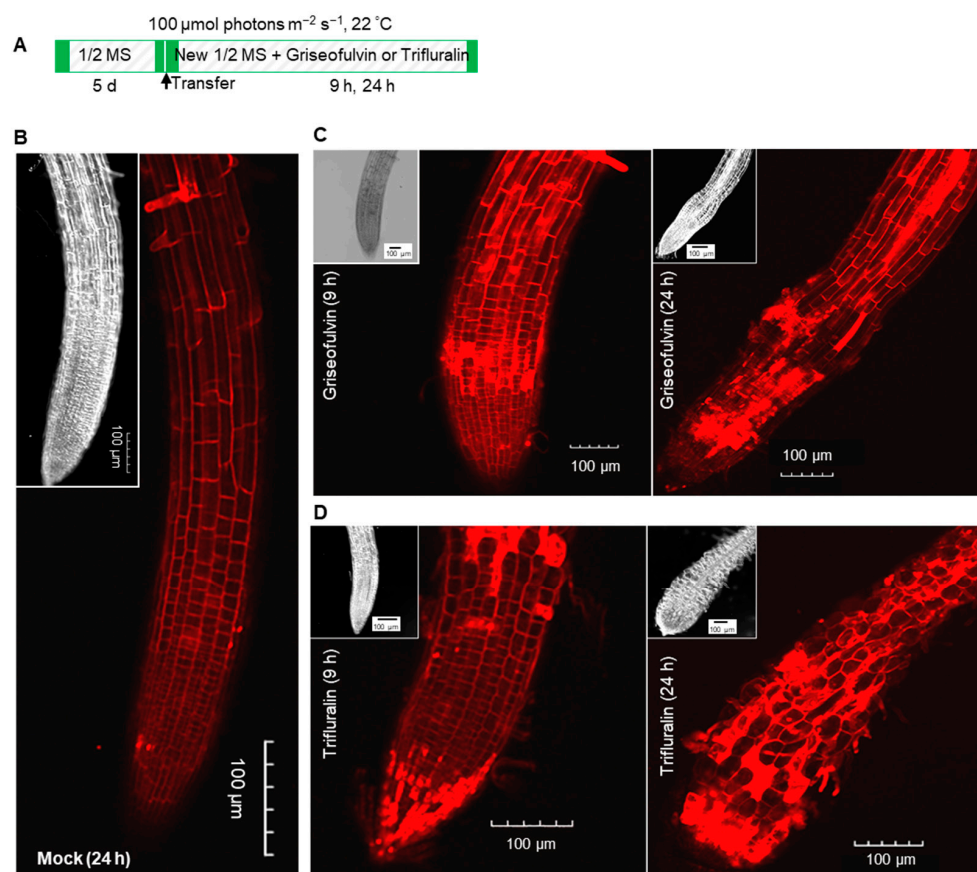 100 µmol photons m⁻² s⁻¹, 22 °C
A
1/2 MS
New 1/2 MS + Griseofulvin or Trifluralin
5 d
Transfer
9 h, 24 h
B
100 µm
100 µm
Mock (24 h)
C
100 µm
Griseofulvin (9 h)
100 µm
100 µm
Griseofulvin (24 h)
100 µm
D
100 µm
Trifluralin (9 h)
100 µm
100 µm
Trifluralin (24 h)
100 µm